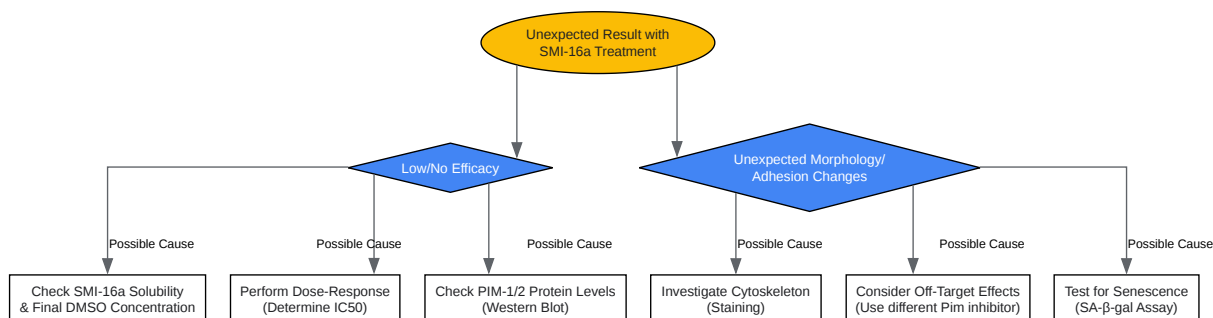 Unexpected Result with
SMI-16a Treatment
Low/No Efficacy
Unexpected Morphology/
Adhesion Changes
Possible Cause
Possible Cause
Possible Cause
Possible Cause
Possible Cause
Possible Cause
Check SMI-16a Solubility
& Final DMSO Concentration
Perform Dose-Response
(Determine IC50)
Check PIM-1/2 Protein Levels
(Western Blot)
Investigate Cytoskeleton
(Staining)
Consider Off-Target Effects
(Use different Pim inhibitor)
Test for Senescence
(SA-β-gal Assay)